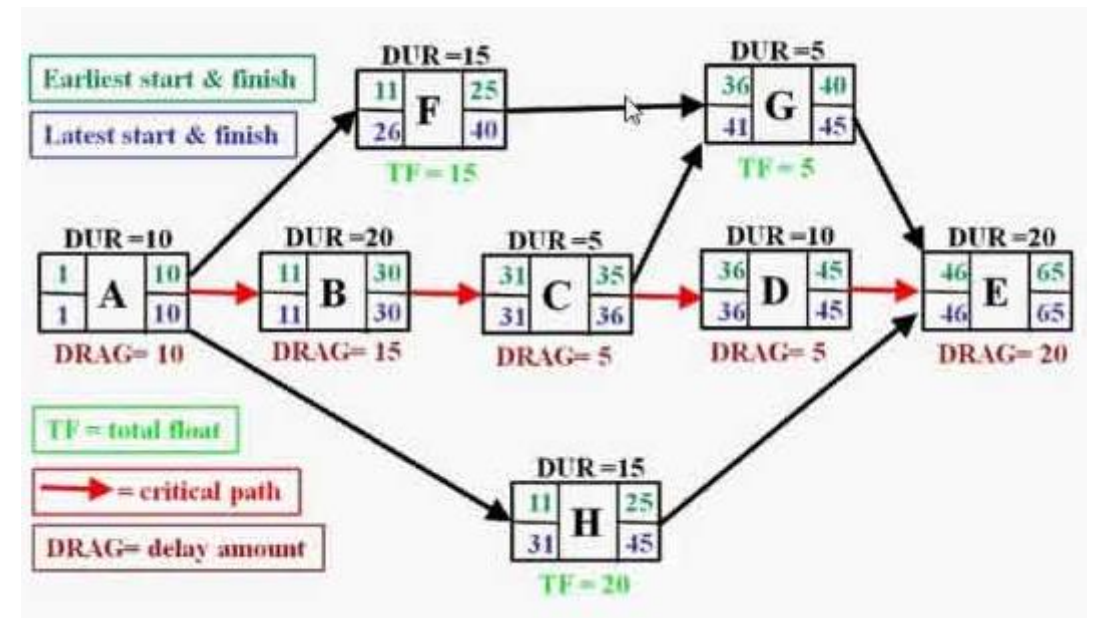 Earliest start & finish
Latest start & finish
DUR =15
11 F 25
26 40
TF = 15
DUR =5
36 G 40
41 45
TF = 5
DUR =10
1 A 10
1 10
DRAG= 10
DUR =20
11 B 30
11 30
DRAG= 15
DUR =5
31 C 35
31 36
DRAG= 5
DUR =10
36 D 45
36 45
DRAG= 5
DUR =20
46 E 65
46 65
DRAG= 20
TF = total float
= critical path
DRAG= delay amount
DUR =15
11 H 25
31 45
TF = 20